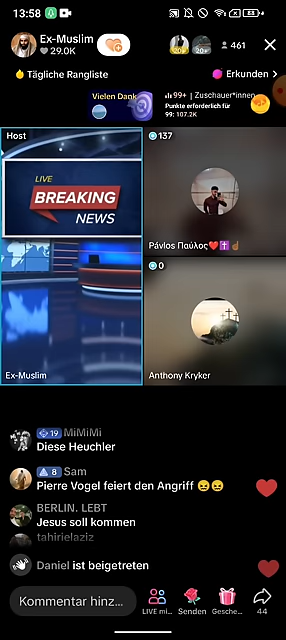 13:58
Ex-Muslim
29.0K
461
Tägliche Rangliste
Erkunden
Vielen Dank
99+ | Zuschauer*innen
Punkte erforderlich für
99: 107.2K
Host
137
LIVE
BREAKING
NEWS
Pávlos Παύλος
0
Ex-Muslim
Anthony Kryker
19 MiMiMi
Diese Heuchler
8 Sam
Pierre Vogel feiert den Angriff 😖😖
BERLIN. LEBT
Jesus soll kommen
tahirielaziz
Daniel ist beigetreten
Kommentar hinz...
LIVE mi...
Senden
Gesche...
44